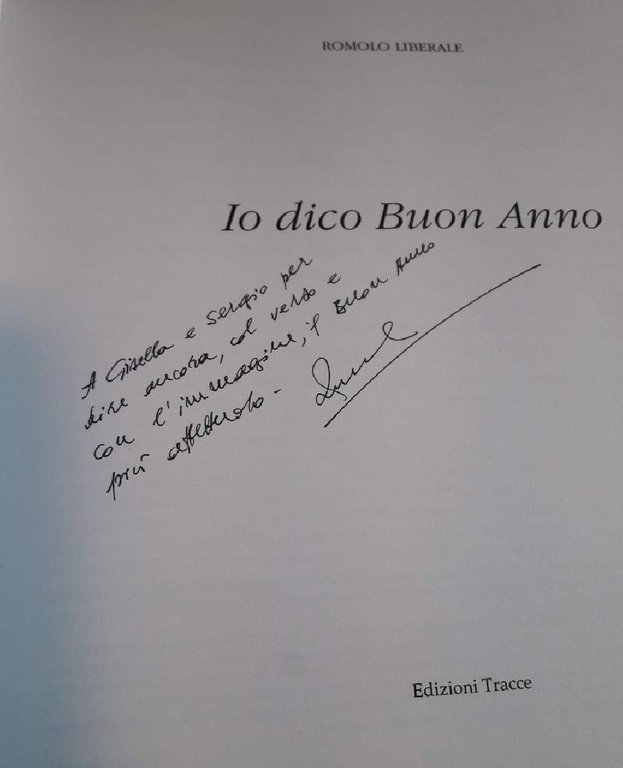 ROMOLO LIBERALE
Io dico Buon Anno
A Gisella e Sergio per
dire ancora, col verso e
con l'immagine, il Buon Anno
più affettuoso -
Edizioni Tracce